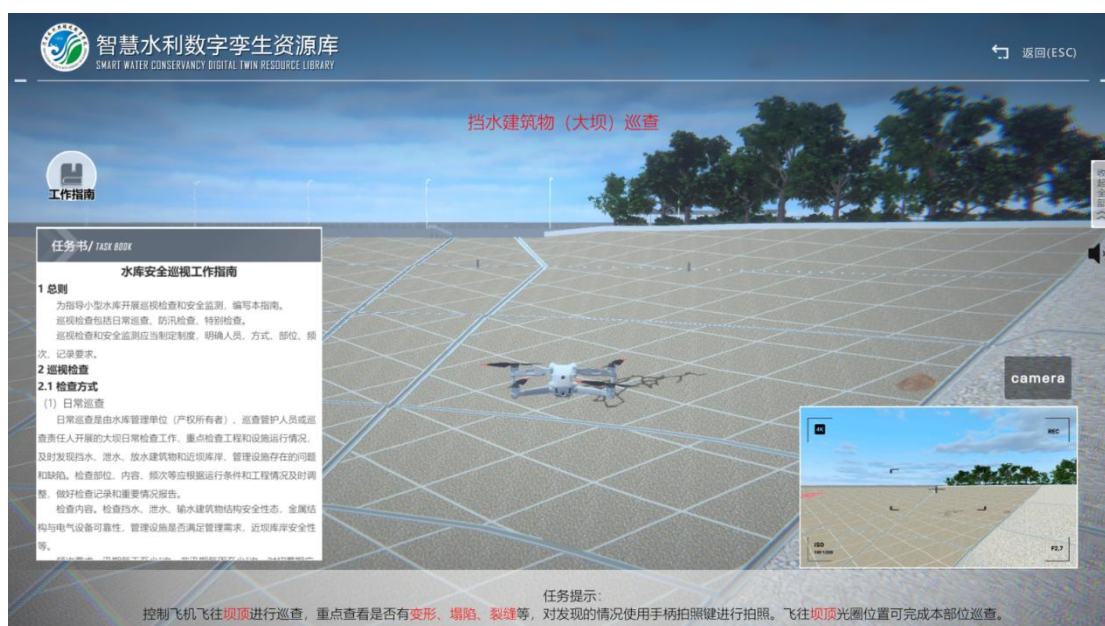 智慧水利数字孪生资源库
SMART WATER CONSERVANCY DIGITAL TWIN RESOURCE LIBRARY
返回(ESC)
挡水建筑物（大坝）巡查
工作指南
收起全部
任务书/ TASK BOOK
水库安全巡视工作指南
1 总则
为指导小型水库开展巡视检查和安全监测，编写本指南。
巡视检查包括日常巡查、防汛检查、特别检查。
巡视检查和安全监测应当制定制度，明确人员、方式、部位、频
次、记录要求。
2 巡视检查
2.1 检查方式
（1）日常巡查
日常巡查是由水库管理单位（产权所有者）、巡查管护人员或巡
查责任人开展的大坝日常检查工作，重点检查工程和设施运行情况，
及时发现挡水、泄水、放水建筑物和近坝库岸、管理设施存在的问题
和缺陷。检查部位、内容、频次等应根据运行条件和工程情况及时调
整，做好检查记录和重要情况报告。
检查内容。检查挡水、泄水、输水建筑物结构安全性态，金属结
构与电气设备可靠性，管理设施是否满足管理需求，近坝库岸安全性
等。
camera
4K
REC
ISO
F2.7
任务提示：
控制飞机飞往坝顶进行巡查，重点查看是否有变形、塌陷、裂缝等，对发现的情况使用手柄拍照键进行拍照。飞往坝顶光圈位置可完成本部位巡查。